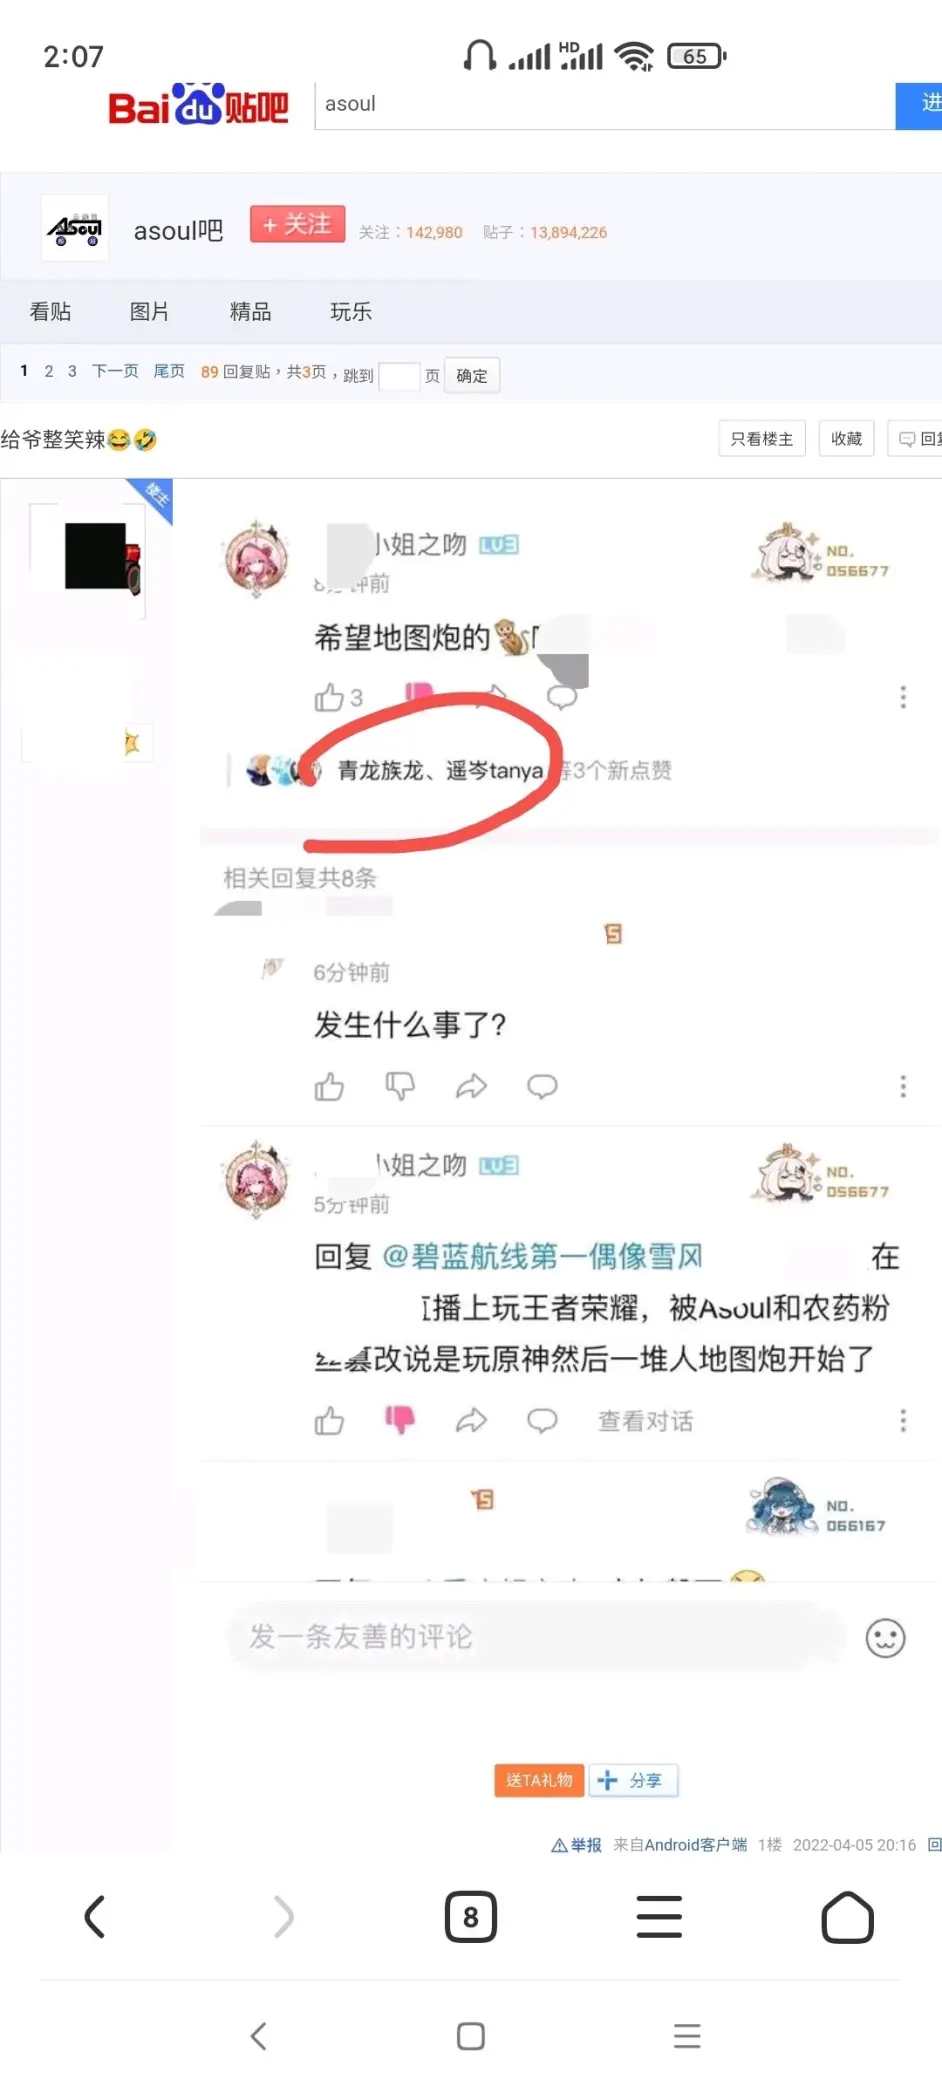 2:07
HD
65
Bai du 贴吧
asoul
进
Asoul
asoul吧
+ 关注
关注：142,980 贴子：13,894,226
看贴 图片 精品 玩乐
1 2 3 下一页 尾页 89 回复贴，共3页，跳到 页 确定
给爷整笑辣😂🤣
只看楼主 收藏 回复
楼主
小姐之吻 LV3
NO.
056677
分钟前
希望地图炮的🐒
3
青龙族龙、遥岑tanya 等3个新点赞
相关回复共8条
5
6分钟前
发生什么事了?
小姐之吻 LV3
NO.
056677
5分钟前
回复 @碧蓝航线第一偶像雪风 在
直播上玩王者荣耀，被Asoul和农药粉
丝篡改说是玩原神然后一堆人地图炮开始了
查看对话
5
NO.
066167
发一条友善的评论
送TA礼物 分享
举报 来自Android客户端 1楼 2022-04-05 20:16 回
8